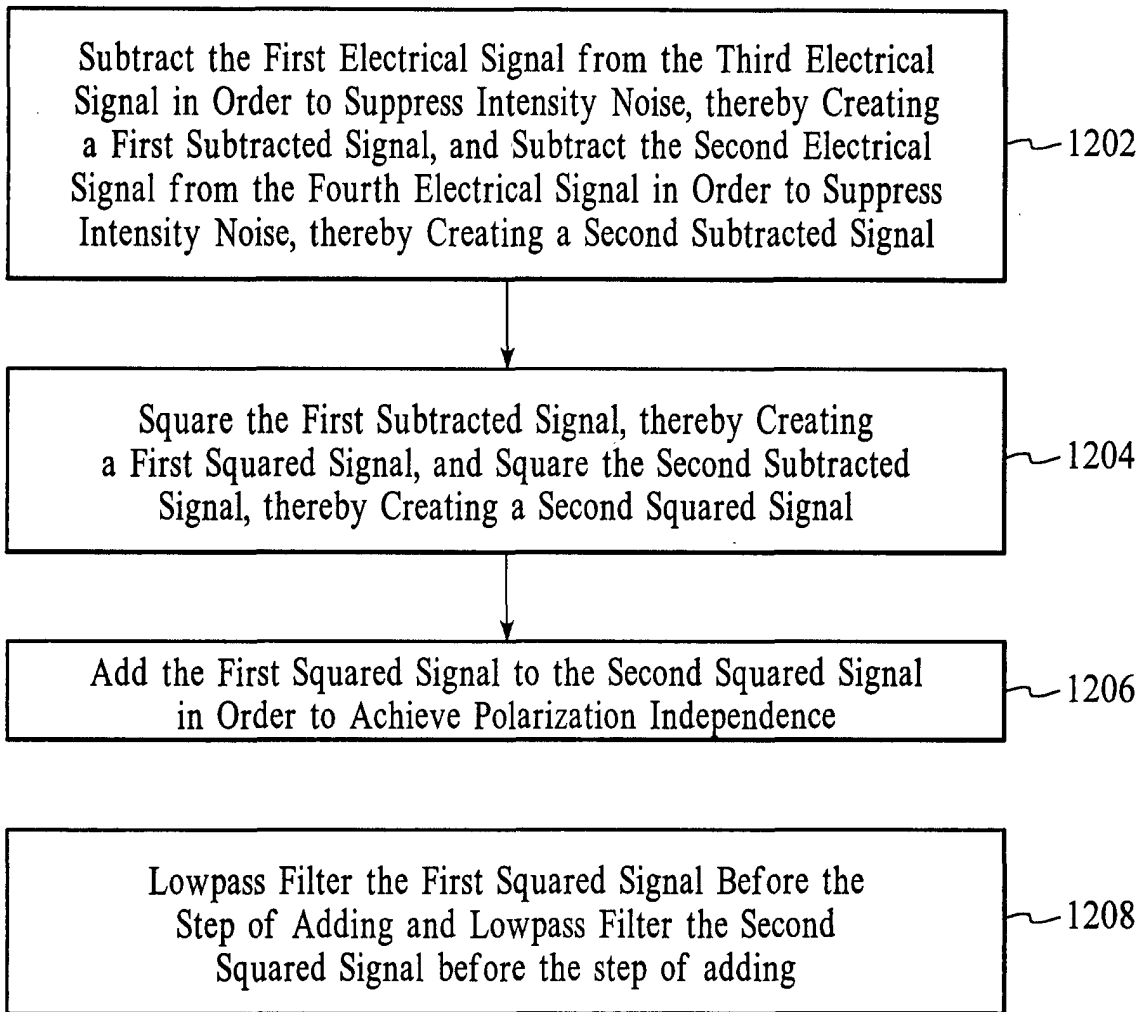 Subtract the First Electrical Signal from the Third Electrical
Signal in Order to Suppress Intensity Noise, thereby Creating
a First Subtracted Signal, and Subtract the Second Electrical
Signal from the Fourth Electrical Signal in Order to Suppress
Intensity Noise, thereby Creating a Second Subtracted Signal
1202
Square the First Subtracted Signal, thereby Creating
a First Squared Signal, and Square the Second Subtracted
Signal, thereby Creating a Second Squared Signal
1204
Add the First Squared Signal to the Second Squared Signal
in Order to Achieve Polarization Independence
1206
Lowpass Filter the First Squared Signal Before the
Step of Adding and Lowpass Filter the Second
Squared Signal before the step of adding
1208